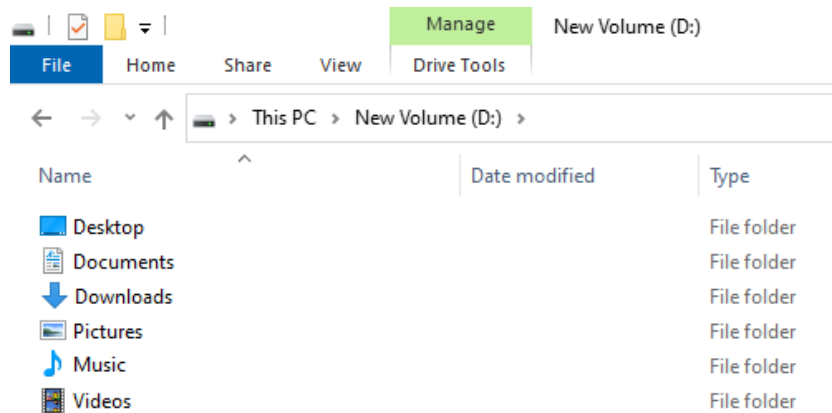 Manage New Volume (D:)
File Home Share View Drive Tools
This PC New Volume (D:)
Name Date modified Type
Desktop File folder
Documents File folder
Downloads File folder
Pictures File folder
Music File folder
Videos File folder